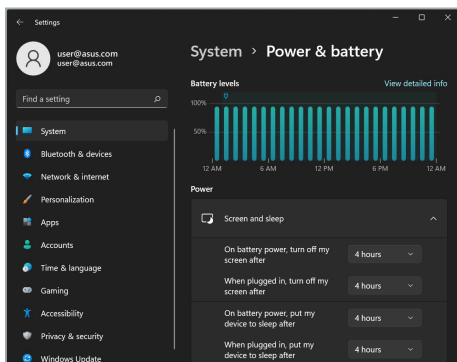 Settings
user@asus.com
user@asus.com
Find a setting
System
Bluetooth & devices
Network & internet
Personalization
Apps
Accounts
Time & language
Gaming
Accessibility
Privacy & security
Windows Update
System > Power & battery
Battery levels
View detailed info
100%
50%
12 AM 6 AM 12 PM 6 PM 12 AM
Power
Screen and sleep
On battery power, turn off my
screen after
4 hours
When plugged in, turn off my
screen after
4 hours
On battery power, put my
device to sleep after
4 hours
When plugged in, put my
device to sleep after
4 hours